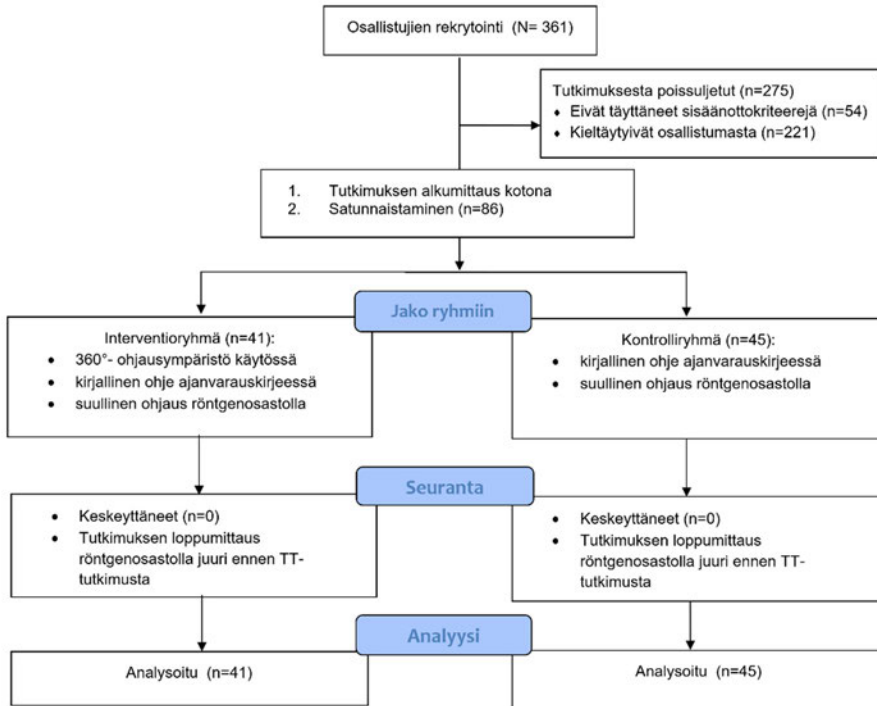 Osallistujien rekrytointi (N= 361)
Tutkimuksesta poissuljetut (n=275)
♦ Eivät täyttäneet sisäänottokriteerejä (n=54)
♦ Kieltäytyivät osallistumasta (n=221)
1. Tutkimuksen alkumittaus kotona
2. Satunnaistaminen (n=86)
Jako ryhmiin
Interventioryhmä (n=41):
• 360°- ohjausympäristö käytössä
• kirjallinen ohje ajanvarauskirjeessä
• suullinen ohjaus röntgenosastolla
Kontrolliryhmä (n=45):
• kirjallinen ohje ajanvarauskirjeessä
• suullinen ohjaus röntgenosastolla
Seuranta
• Keskeyttäneet (n=0)
• Tutkimuksen loppumittaus
röntgenosastolla juuri ennen TT-
tutkimusta
• Keskeyttäneet (n=0)
• Tutkimuksen loppumittaus
röntgenosastolla juuri ennen TT-
tutkimusta
Analyysi
Analysoitu (n=41)
Analysoitu (n=45)